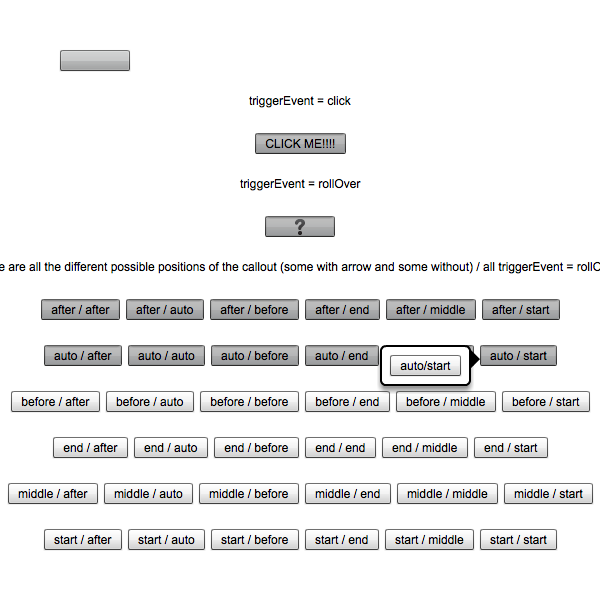 triggerEvent = click
CLICK ME!!!!
triggerEvent = rollOver
?
are all the different possible positions of the callout (some with arrow and some without) / all triggerEvent =
after / after after / auto after / before after / end after / middle after / start
auto / after auto / auto auto / before auto / end auto/start auto / start
before / after before / auto before / before before / end before / middle before / start
end / after end / auto end / before end / end end / middle end / start
middle / after middle / auto middle / before middle / end middle / middle middle / start
start / after start / auto start / before start / end start / middle start / start